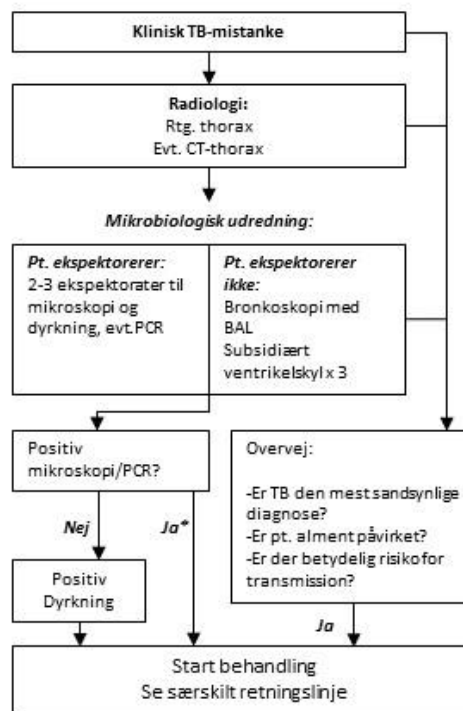 Klinisk TB-mistanke
Radiologi:
Rtg. thorax
Evt. CT-thorax
Mikrobiologisk udredning:
Pt. ekspektorerer:
2-3 ekspektorater til
mikroskopi og
dyrkning, evt.PCR
Pt. ekspektorerer
ikke:
Bronkoskopi med
BAL
Subsidiært
ventrikelskyl x 3
Positiv
mikroskopi/PCR?
Overvej:
-Er TB den mest sandsynlige
diagnose?
-Er pt. alment påvirket?
-Er der betydelig risiko for
transmission?
Nej
Ja*
Positiv
Dyrkning
Ja
Start behandling
Se særskilt retningslinje